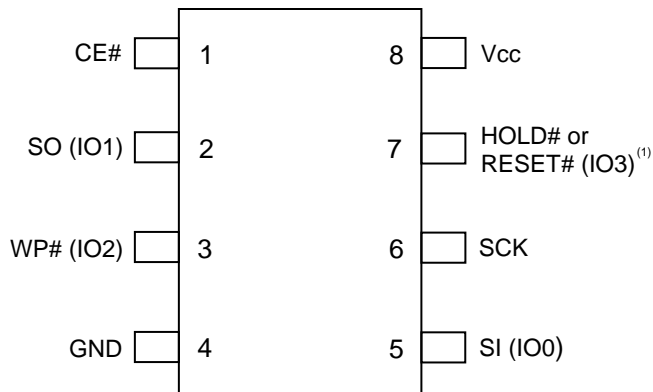 CE# 1 8 Vcc
SO (IO1) 2 7 HOLD# or
RESET# (IO3)(1)
WP# (IO2) 3 6 SCK
GND 4 5 SI (IO0)